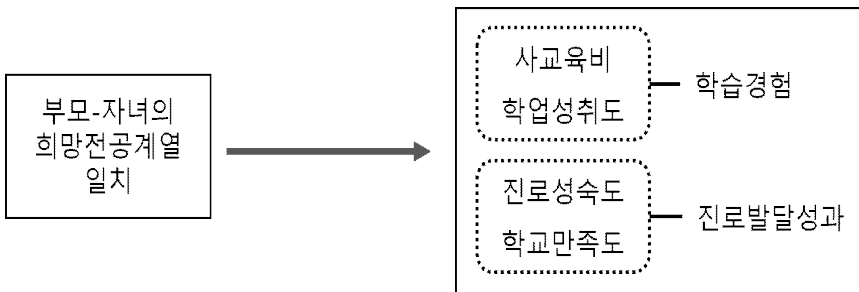 부모-자녀의
희망전공계열
일치
사교육비
학업성취도
학습경험
진로성숙도
학교만족도
진로발달성과